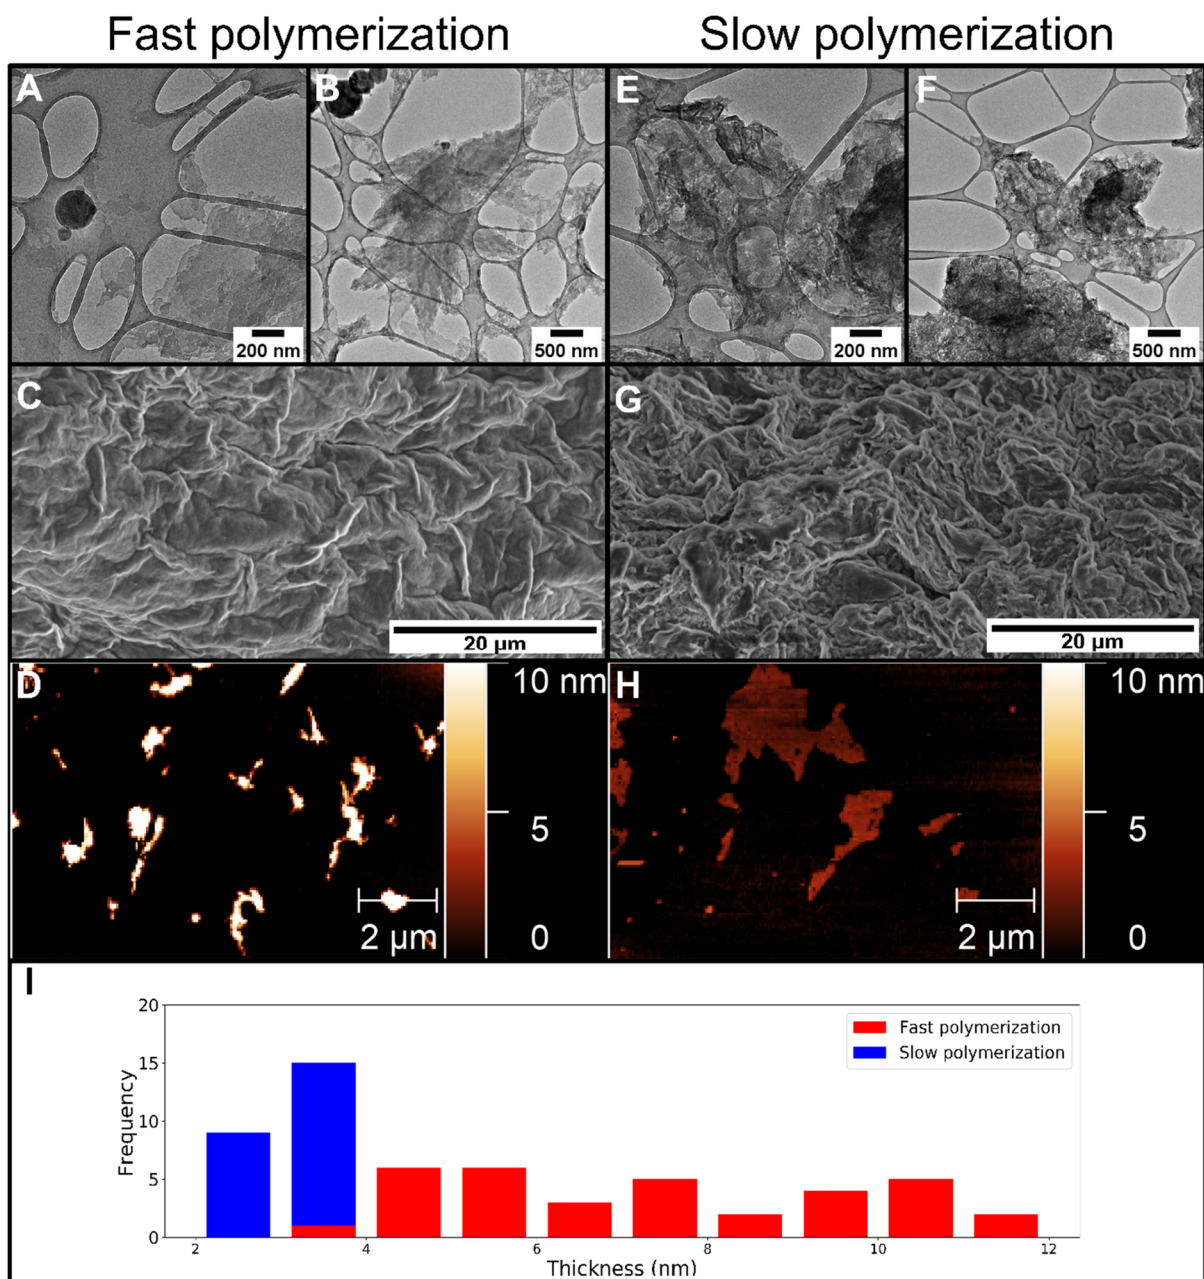 Fast polymerization
Slow polymerization
A
B
E
F
200 nm
500 nm
200 nm
500 nm
C
G
20 µm
20 µm
D
10 nm
5
0
2 µm
H
10 nm
5
0
2 µm
I
20
15
10
5
0
Frequency
Fast polymerization
Slow polymerization
2
4
6
8
10
12
Thickness (nm)